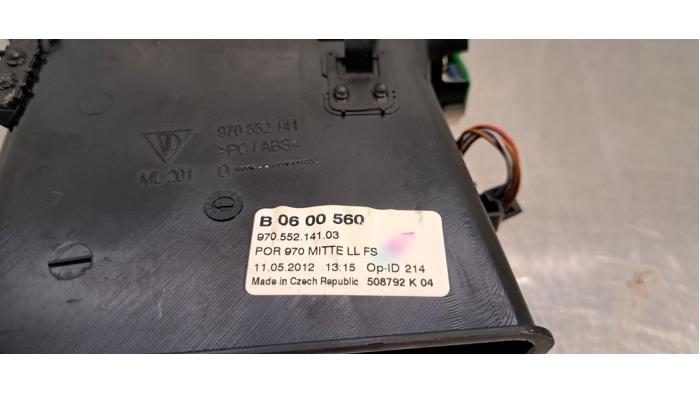 970 552 141
>PC/ABS<
ML 201
B 06 00 560
970.552.141.03
POR 970 MITTE LL FS
11.05.2012 13:15 Op-ID 214
Made in Czech Republic 508792 K 04